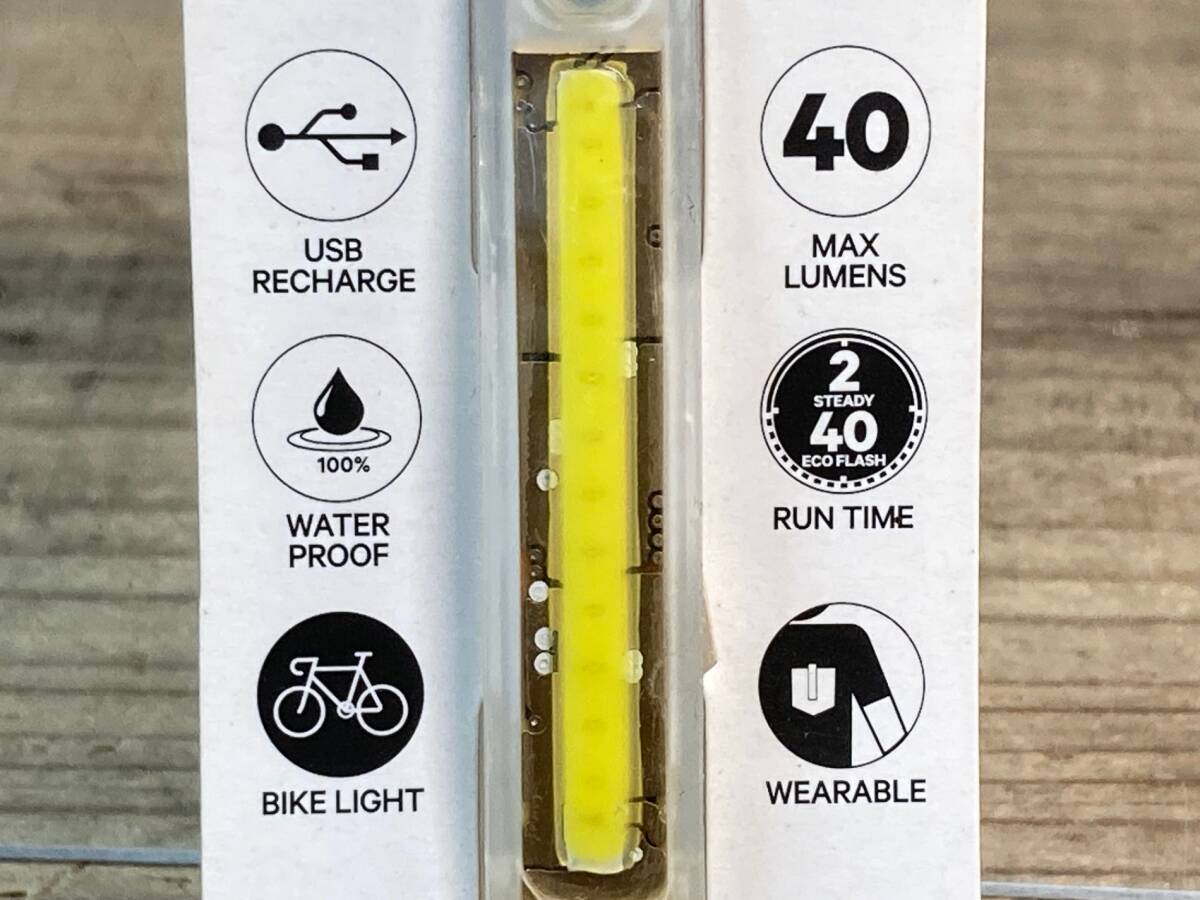 USB
RECHARGE
100%
WATER
PROOF
BIKE LIGHT
40
MAX
LUMENS
2
STEADY
40
ECO FLASH
RUN TIME
WEARABLE